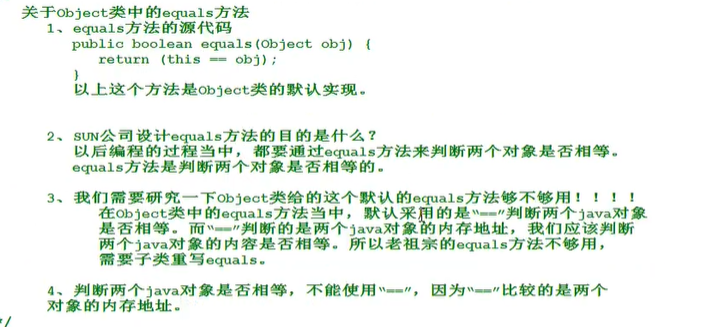 关于Object类中的equals方法
1、equals方法的源代码
public boolean equals(Object obj) {
return (this == obj);
}
以上这个方法是Object类的默认实现。
2、SUN公司设计equals方法的目的是什么？
以后编程的过程当中，都要通过equals方法来判断两个对象是否相等。
equals方法是判断两个对象是否相等的。
3、我们需要研究一下Object类给的这个默认的equals方法够不够用！！！！
在Object类中的equals方法当中，默认采用的是“==”判断两个java对象
是否相等。而“==”判断的是两个java对象的内存地址，我们应该判断
两个java对象的内容是否相等。所以老祖宗的equals方法不够用，
需要子类重写equals。
4、判断两个java对象是否相等，不能使用“==”，因为“==”比较的是两个
对象的内存地址。
*/